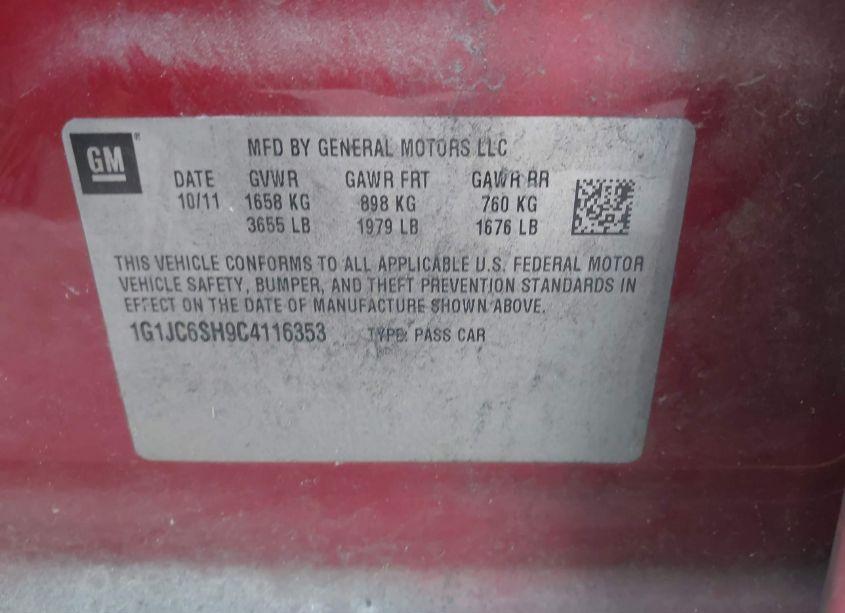 GM ®
MFD BY GENERAL MOTORS LLC
DATE GVWR GAWR FRT GAWR RR
10/11 1658 KG 898 KG 760 KG
3655 LB 1979 LB 1676 LB
THIS VEHICLE CONFORMS TO ALL APPLICABLE U.S. FEDERAL MOTOR
VEHICLE SAFETY, BUMPER, AND THEFT PREVENTION STANDARDS IN
EFFECT ON THE DATE OF MANUFACTURE SHOWN ABOVE.
1G1JC6SH9C4116353 TYPE: PASS CAR